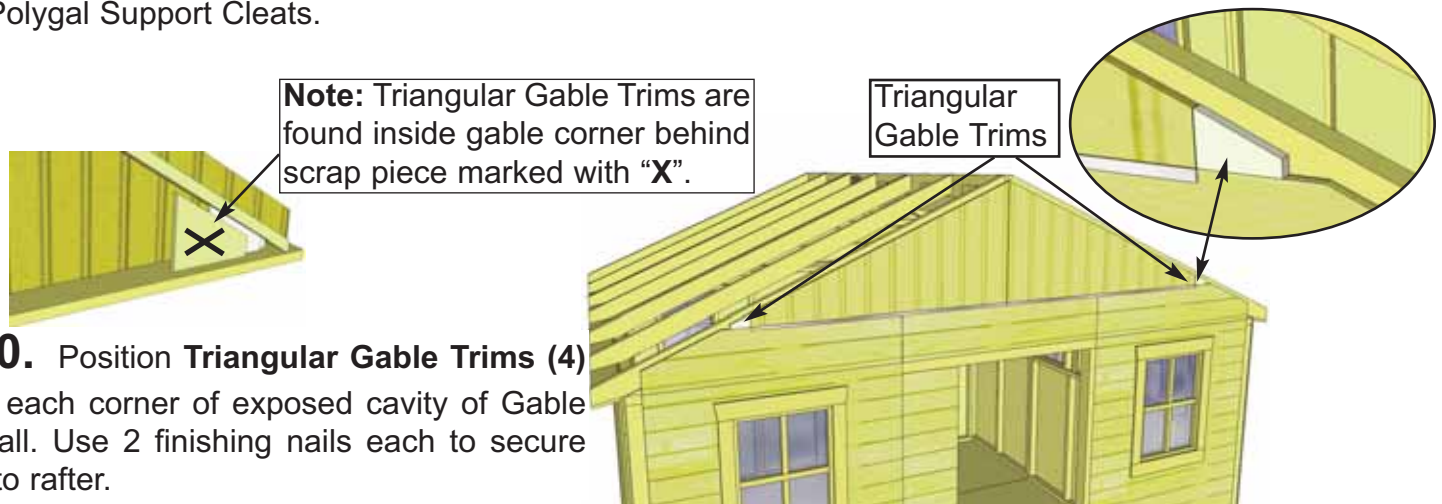 Polygal Support Cleats.
Note: Triangular Gable Trims are
found inside gable corner behind
scrap piece marked with “X”.
Triangular
Gable Trims
X
0. Position Triangular Gable Trims (4)
each corner of exposed cavity of Gable
all. Use 2 finishing nails each to secure
to rafter.